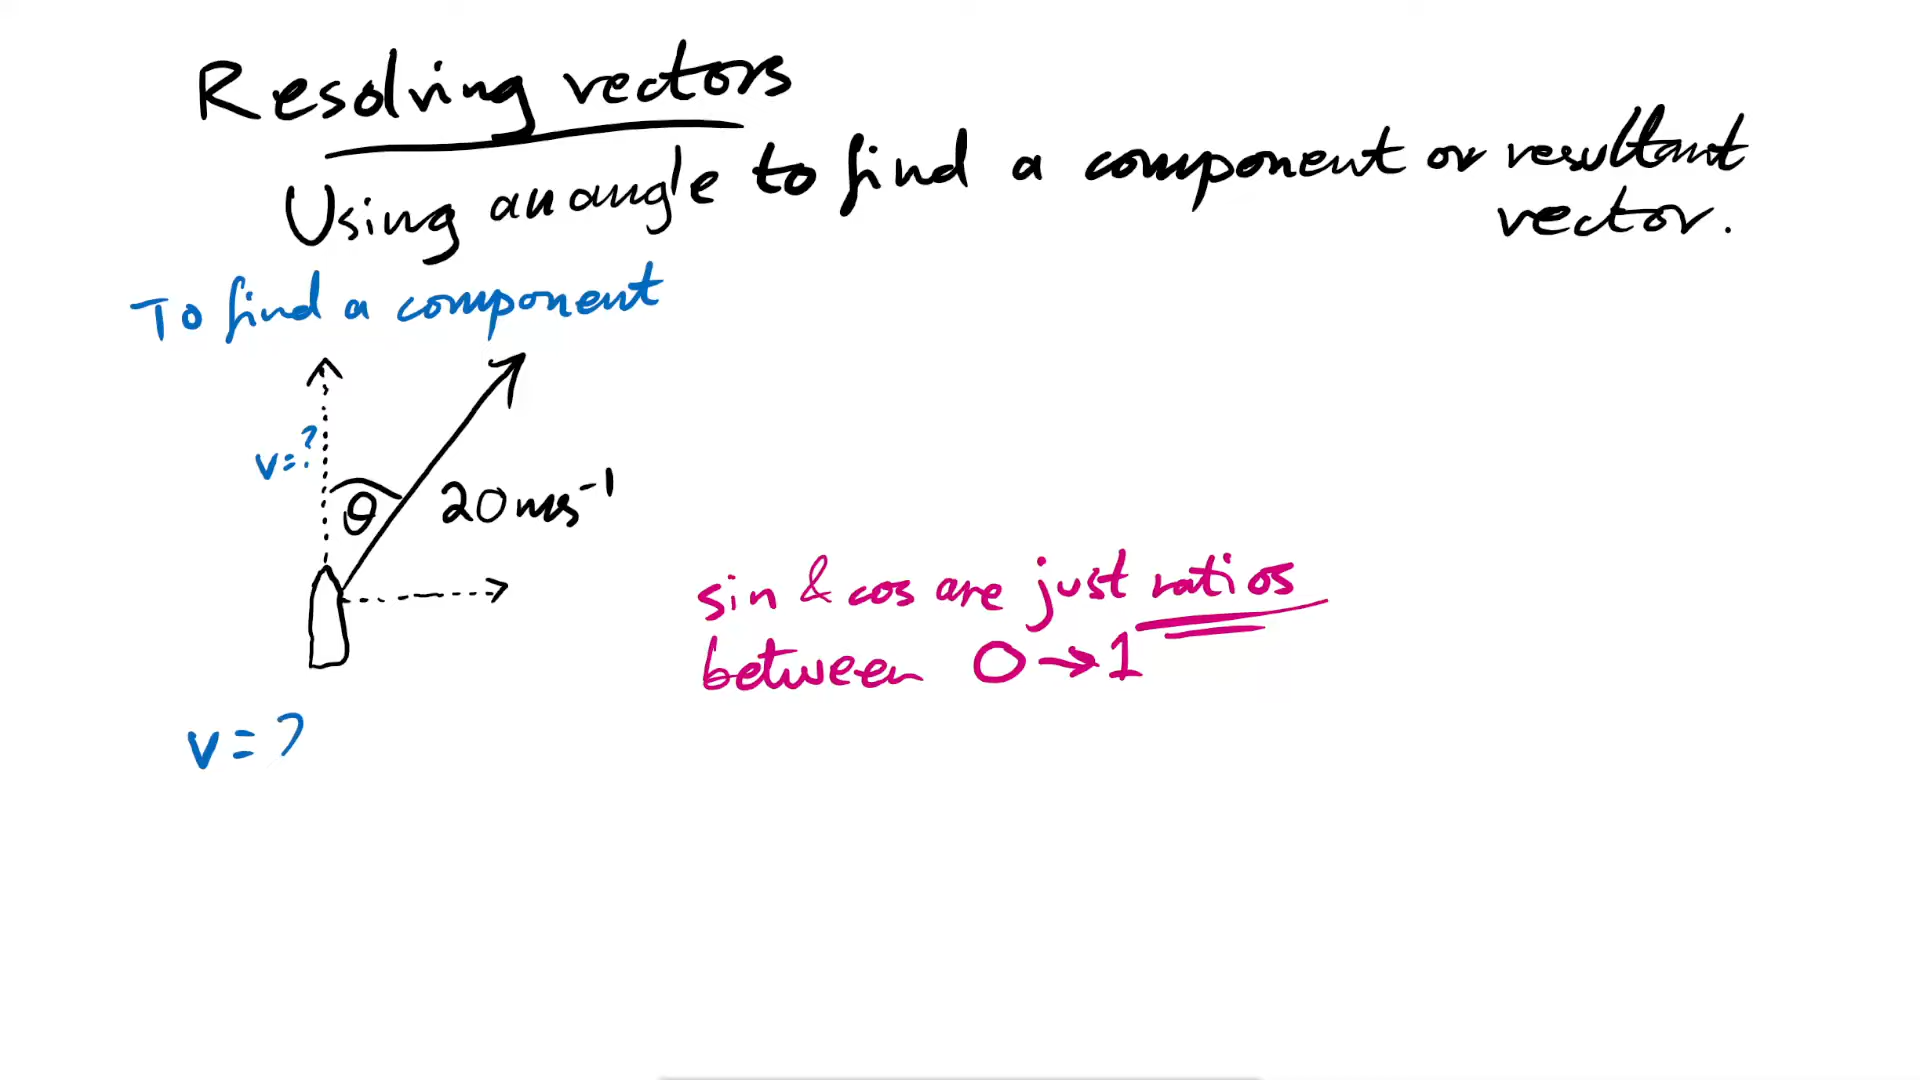 Resolving vectors
Using an angle to find a component or resultant
vector.
To find a component
v=?
θ
20ms⁻¹
sin & cos are just ratios
between 0→1
v=?